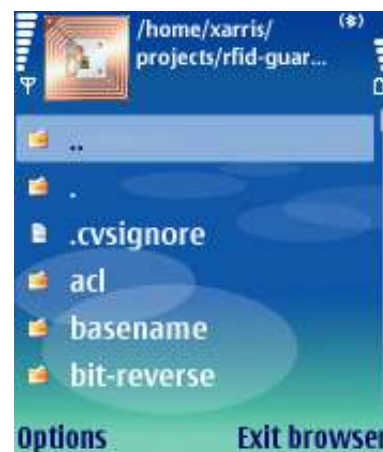 /home/xarris/
projects/rfid-guar...
..
.
.cvsignore
acl
basename
bit-reverse
Options Exit browser